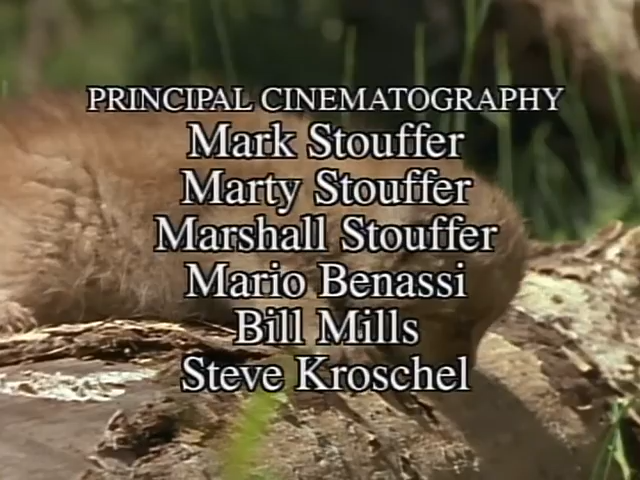 PRINCIPAL CINEMATOGRAPHY
Mark Stouffer
Marty Stouffer
Marshall Stouffer
Mario Benassi
Bill Mills
Steve Kroschel